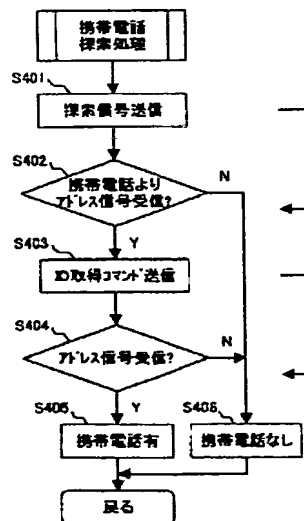 携帯電話
探索処理
S401
探索信号送信
S402
携帯電話より
アドレス信号受信?
N
Y
S403
ID取得コマンド送信
S404
アドレス信号受信?
N
Y
S405
携帯電話有
S406
携帯電話なし
戻る